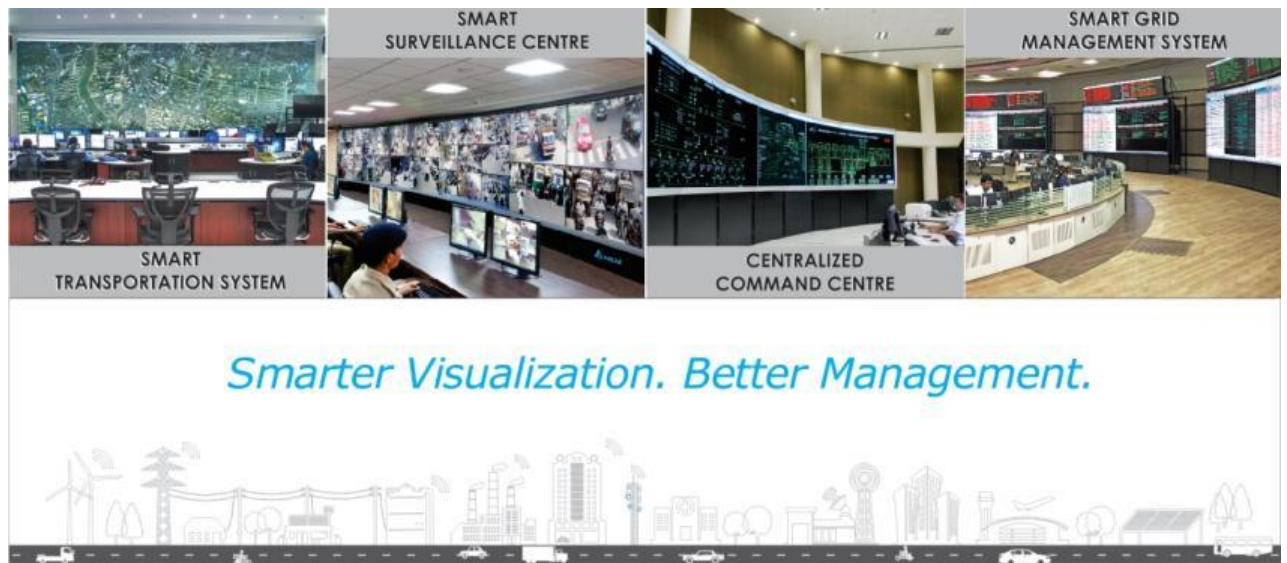 SMART
TRANSPORTATION SYSTEM
SMART
SURVEILLANCE CENTRE
CENTRALIZED
COMMAND CENTRE
SMART GRID
MANAGEMENT SYSTEM
Smarter Visualization. Better Management.